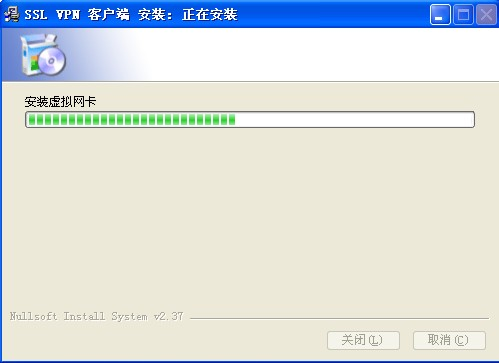 SSL VPN 客户端 安装: 正在安装
安装虚拟网卡
Nullsoft Install System v2.37
关闭(L)
取消(C)